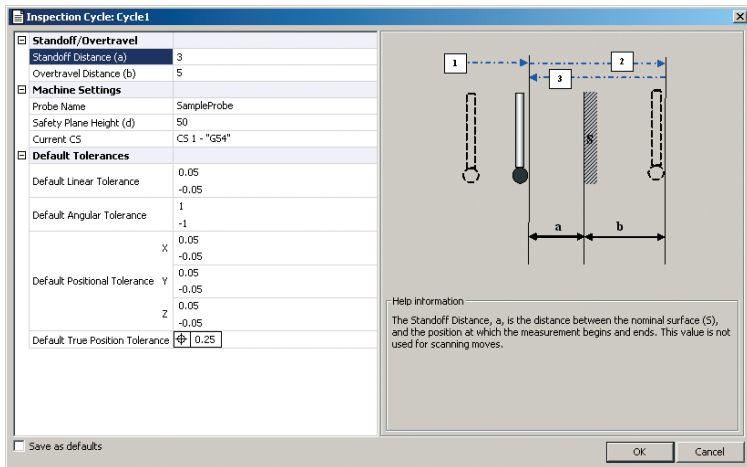 Inspection Cycle: Cycle1
Standoff/Overtravel
Standoff Distance (a) 3
Overtravel Distance (b) 5
Machine Settings
Probe Name SampleProbe
Safety Plane Height (d) 50
Current CS CS 1 - "G54"
Default Tolerances
Default Linear Tolerance 0.05
-0.05
Default Angular Tolerance 1
-1
Default Positional Tolerance X 0.05
-0.05
Y 0.05
-0.05
Z 0.05
-0.05
Default True Position Tolerance ⌖ 0.25
1
2
3
S
a
b
Help information
The Standoff Distance, a, is the distance between the nominal surface (S),
and the position at which the measurement begins and ends. This value is not
used for scanning moves.
Save as defaults
OK
Cancel